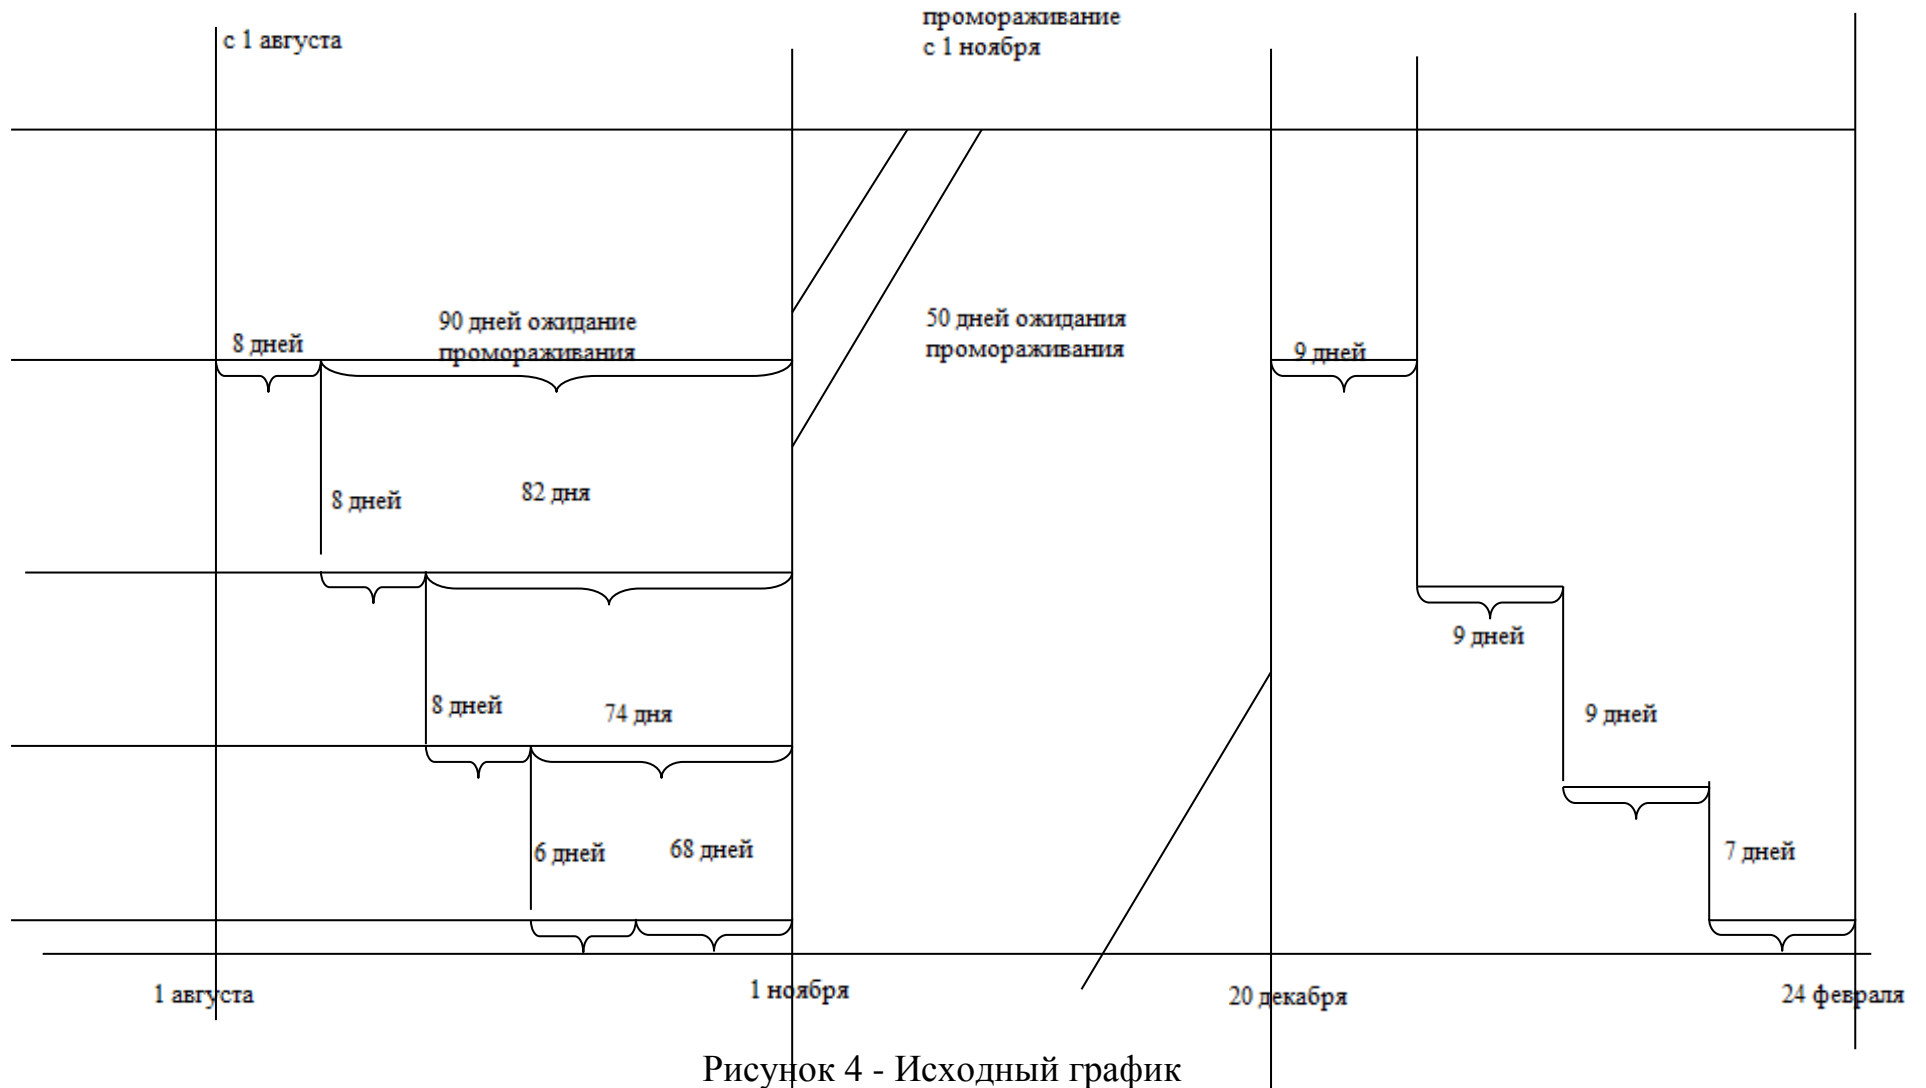 промораживание
с 1 ноября
с 1 августа
8 дней
90 дней ожидание
промораживания
50 дней ожидания
промораживания
9 дней
8 дней
82 дня
9 дней
8 дней
74 дня
9 дней
6 дней
68 дней
7 дней
1 августа
1 ноября
20 декабря
24 февраля
Рисунок 4 - Исходный график